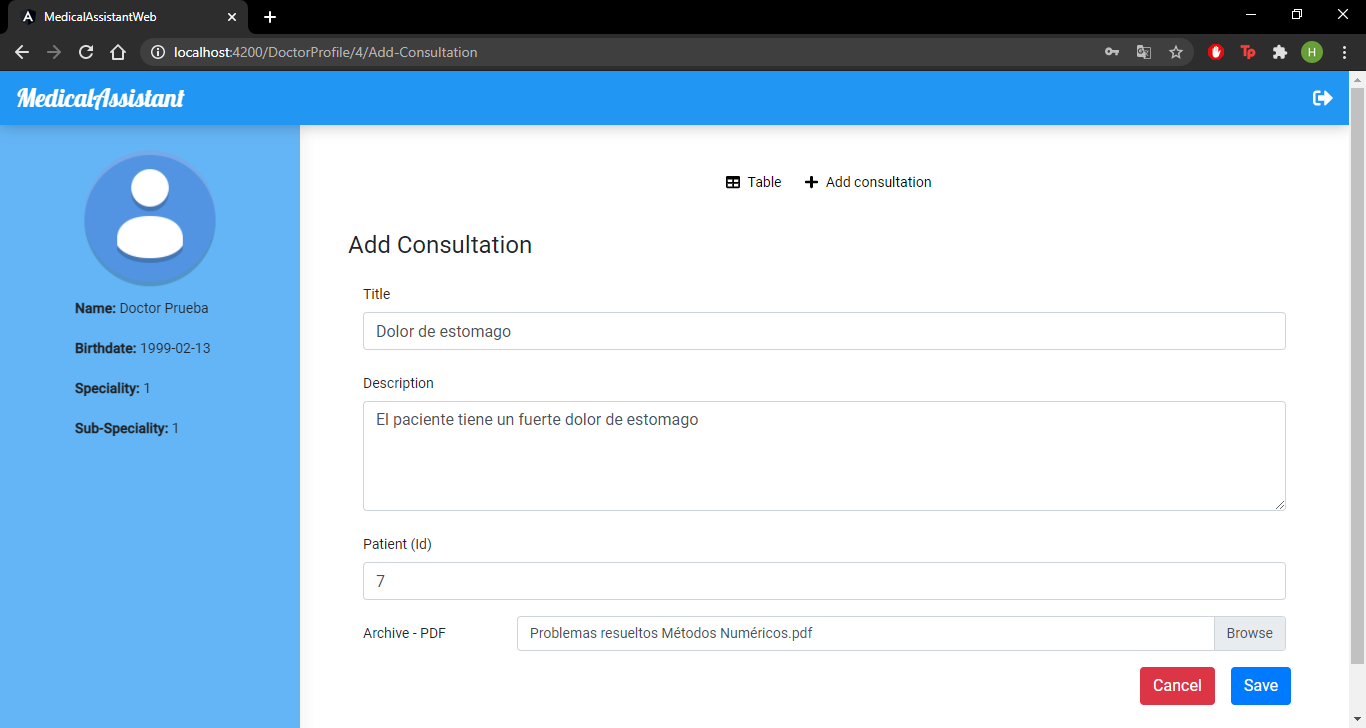 MedicalAssistantWeb
localhost:4200/DoctorProfile/4/Add-Consultation
Tp
H
MedicalAssistant
Name: Doctor Prueba
Birthdate: 1999-02-13
Speciality: 1
Sub-Speciality: 1
Table Add consultation
Add Consultation
Title
Dolor de estomago
Description
El paciente tiene un fuerte dolor de estomago
Patient (Id)
7
Archive - PDF Problemas resueltos Métodos Numéricos.pdf Browse
Cancel Save